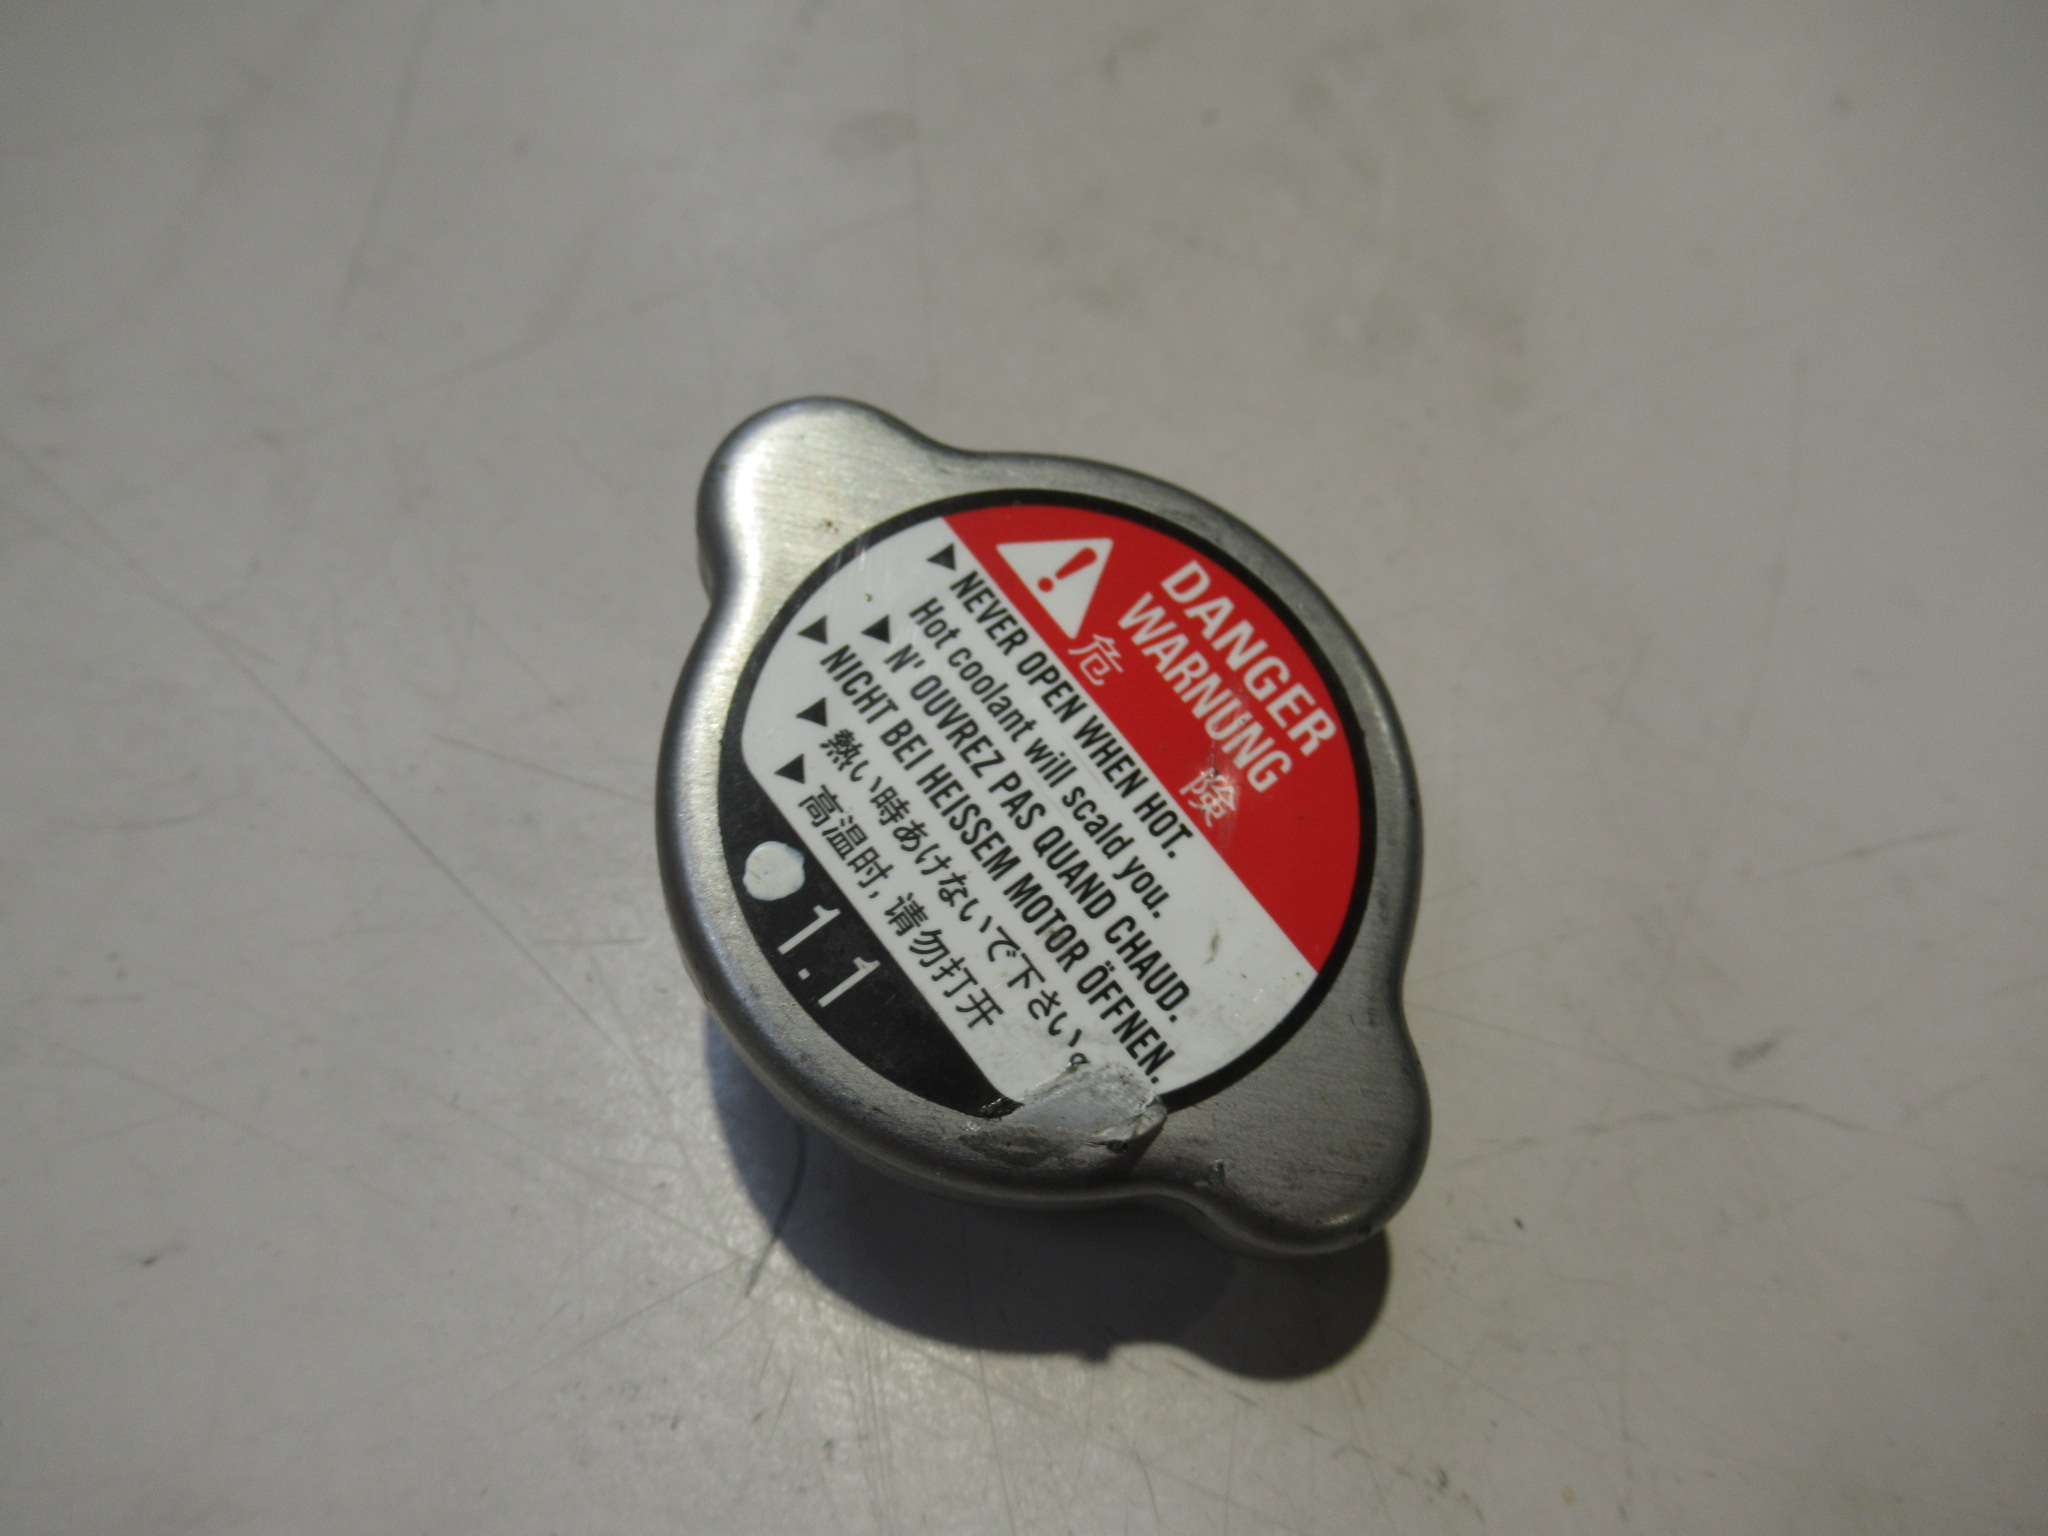 DANGER
WARNUNG
危 険
▶ NEVER OPEN WHEN HOT.
Hot coolant will scald you.
▶ N' OUVREZ PAS QUAND CHAUD.
▶ NICHT BEI HEISSEM MOTOR ÖFFNEN.
▶ 熱い時あけないで下さい。
▶ 高温时,请勿打开
1.1